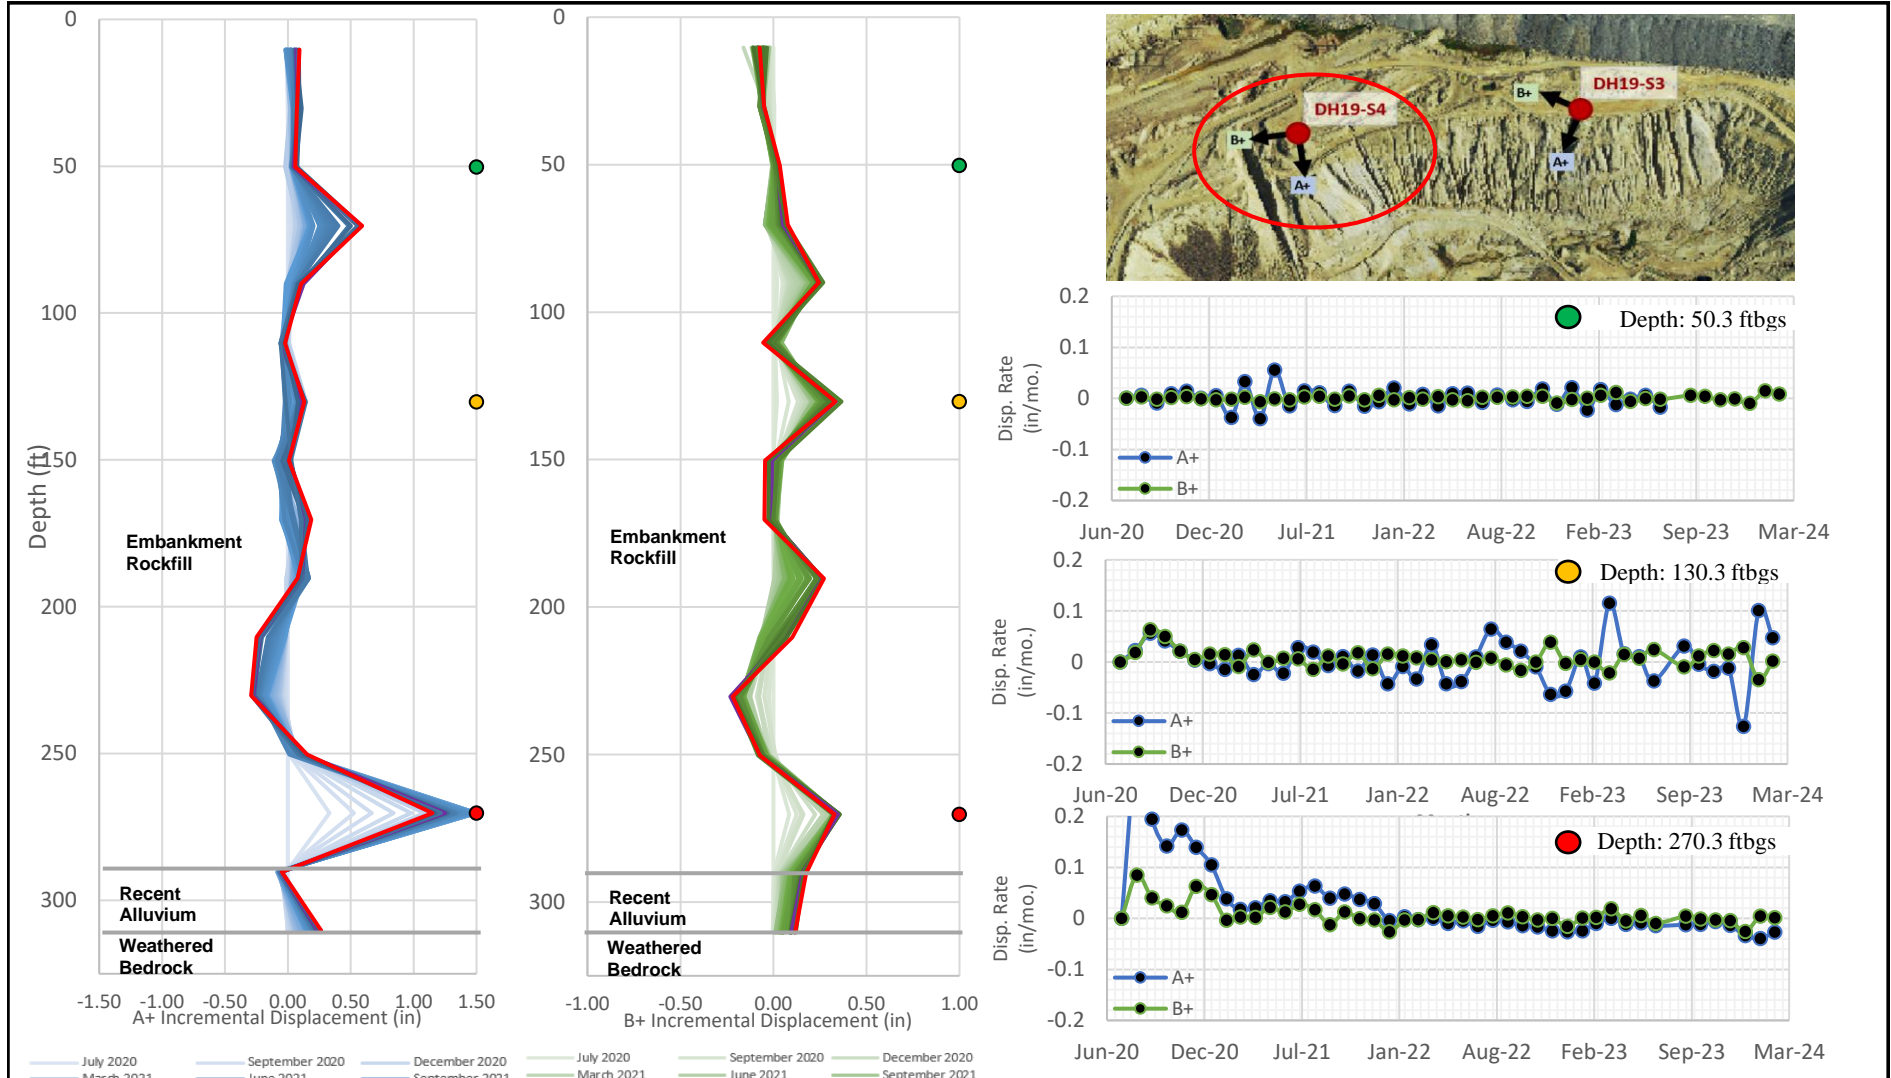 0
50
100
150
200
250
300
Depth (ft)
Embankment
Rockfill
Recent
Alluvium
Weathered
Bedrock
-1.50
-1.00
-0.50
0.00
0.50
1.00
1.50
A+ Incremental Displacement (in)
0
50
100
150
200
250
300
Embankment
Rockfill
Recent
Alluvium
Weathered
Bedrock
-1.00
-0.50
0.00
0.50
1.00
B+ Incremental Displacement (in)
July 2020
September 2020
December 2020
March 2021
June 2021
September 2021
July 2020
September 2020
December 2020
March 2021
June 2021
September 2021
DH19-S4
B+
A+
DH19-S3
B+
A+
0.2
0.1
0
-0.1
-0.2
Disp. Rate
(in/mo.)
Depth: 50.3 ftbgs
A+
B+
Jun-20
Dec-20
Jul-21
Jan-22
Aug-22
Feb-23
Sep-23
Mar-24
0.2
0.1
0
-0.1
-0.2
Disp. Rate
(in/mo.)
Depth: 130.3 ftbgs
A+
B+
Jun-20
Dec-20
Jul-21
Jan-22
Aug-22
Feb-23
Sep-23
Mar-24
0.2
0.1
0
-0.1
-0.2
Disp. Rate
(in/mo.)
Depth: 270.3 ftbgs
A+
B+
Jun-20
Dec-20
Jul-21
Jan-22
Aug-22
Feb-23
Sep-23
Mar-24